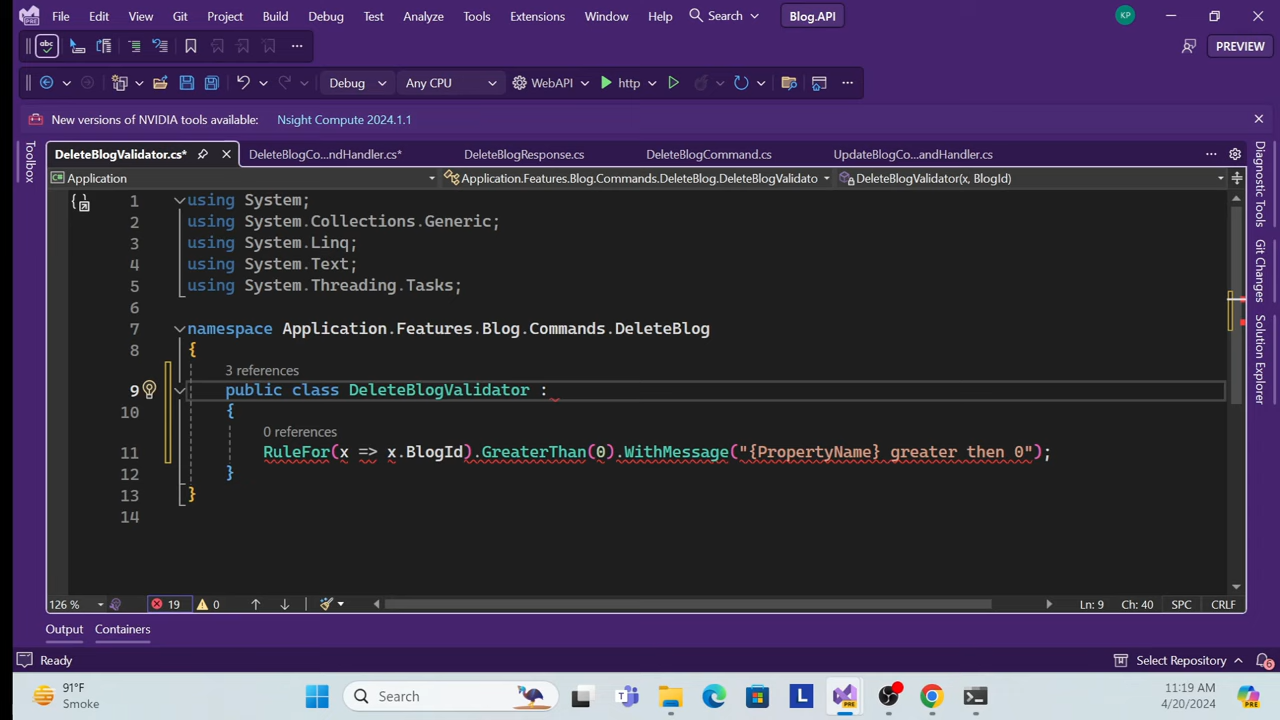 File Edit View Git Project Build Debug Test Analyze Tools Extensions Window Help Search Blog.API KP
PREVIEW
Debug Any CPU WebAPI http
New versions of NVIDIA tools available: Nsight Compute 2024.1.1
Toolbox
DeleteBlogValidator.cs* DeleteBlogCo...ndHandler.cs* DeleteBlogResponse.cs DeleteBlogCommand.cs UpdateBlogCo...andHandler.cs
Application Application.Features.Blog.Commands.DeleteBlog.DeleteBlogValidato DeleteBlogValidator(x, BlogId)
1 using System;
2 using System.Collections.Generic;
3 using System.Linq;
4 using System.Text;
5 using System.Threading.Tasks;
6
7 namespace Application.Features.Blog.Commands.DeleteBlog
8 {
3 references
9 public class DeleteBlogValidator :
10 {
0 references
11 RuleFor(x => x.BlogId).GreaterThan(0).WithMessage("{PropertyName} greater then 0");
12 }
13 }
14
Diagnostic Tools
Git Changes
Solution Explorer
126 % 19 0 Ln: 9 Ch: 40 SPC CRLF
Output Containers
Ready Select Repository 6
91°F
Smoke
Search
PRE
11:19 AM
4/20/2024
PRE